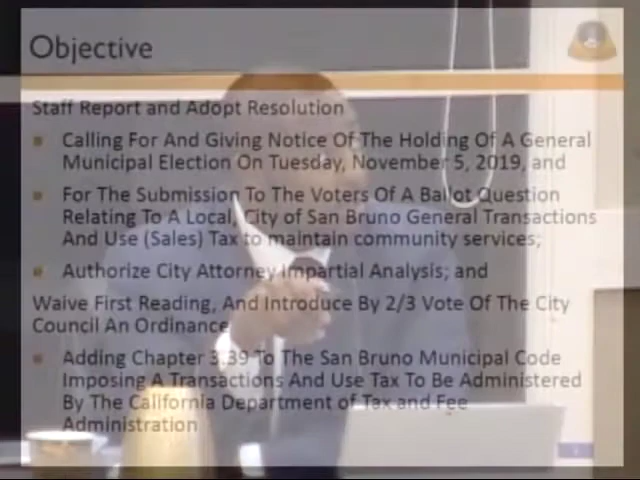 Objective
Staff Report and Adopt Resolution
Calling For And Giving Notice Of The Holding Of A General
Municipal Election On Tuesday, November 5, 2019, and
For The Submission To The Voters Of A Ballot Question
Relating To A Local, City of San Bruno General Transactions
And Use (Sales) Tax to maintain community services;
Authorize City Attorney Impartial Analysis; and
Waive First Reading, And Introduce By 2/3 Vote Of The City
Council An Ordinance
Adding Chapter 3.39 To The San Bruno Municipal Code
Imposing A Transactions And Use Tax To Be Administered
By The California Department of Tax and Fee
Administration